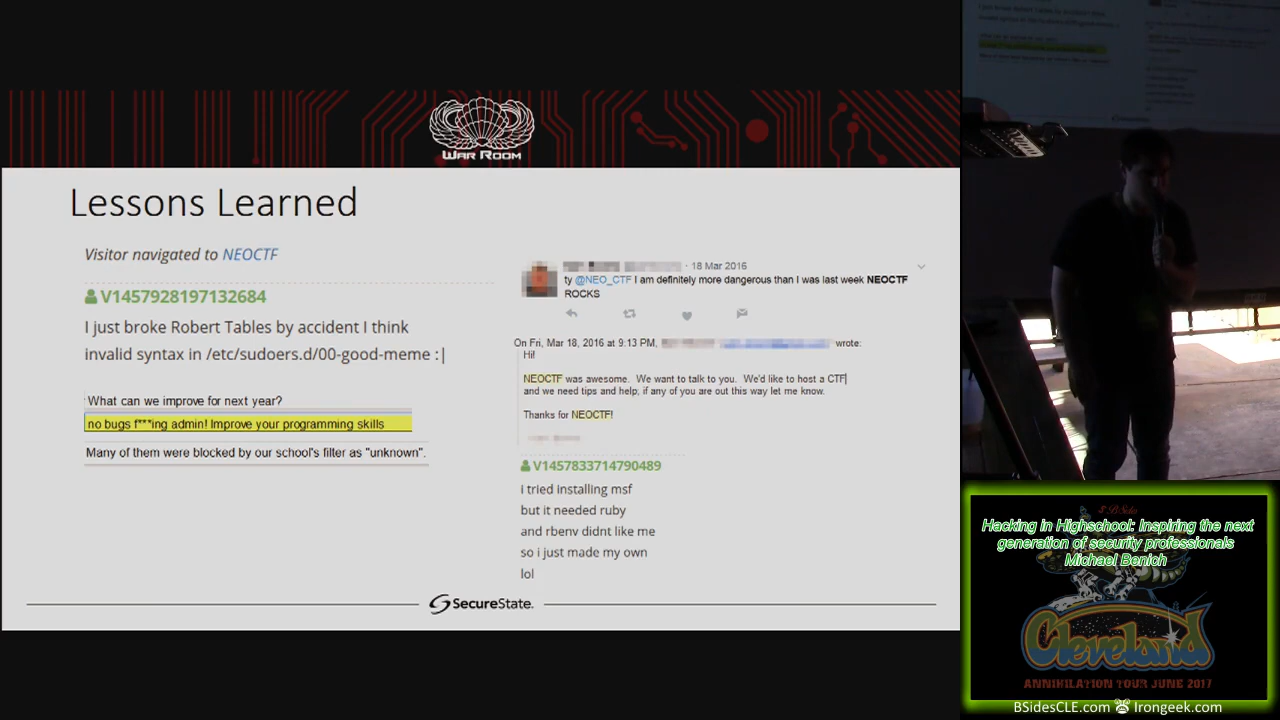 WAR ROOM
Lessons Learned
Visitor navigated to NEOCTF
V1457928197132684
I just broke Robert Tables by accident I think
invalid syntax in /etc/sudoers.d/00-good-meme :|
What can we improve for next year?
no bugs f***ing admin! Improve your programming skills
Many of them were blocked by our school's filter as "unknown".
· 18 Mar 2016
ty @NEO_CTF I am definitely more dangerous than I was last week NEOCTF
ROCKS
On Fri, Mar 18, 2016 at 9:13 PM, wrote:
Hi!
NEOCTF was awesome. We want to talk to you. We'd like to host a CTF
and we need tips and help; if any of you are out this way let me know.
Thanks for NEOCTF!
V1457833714790489
i tried installing msf
but it needed ruby
and rbenv didnt like me
so i just made my own
lol
SecureState.
Hacking in Highschool: Inspiring the next
generation of security professionals
Michael Benich
Cleveland
ANNIHILATION TOUR JUNE 2017
BSidesCLE.com Irongeek.com